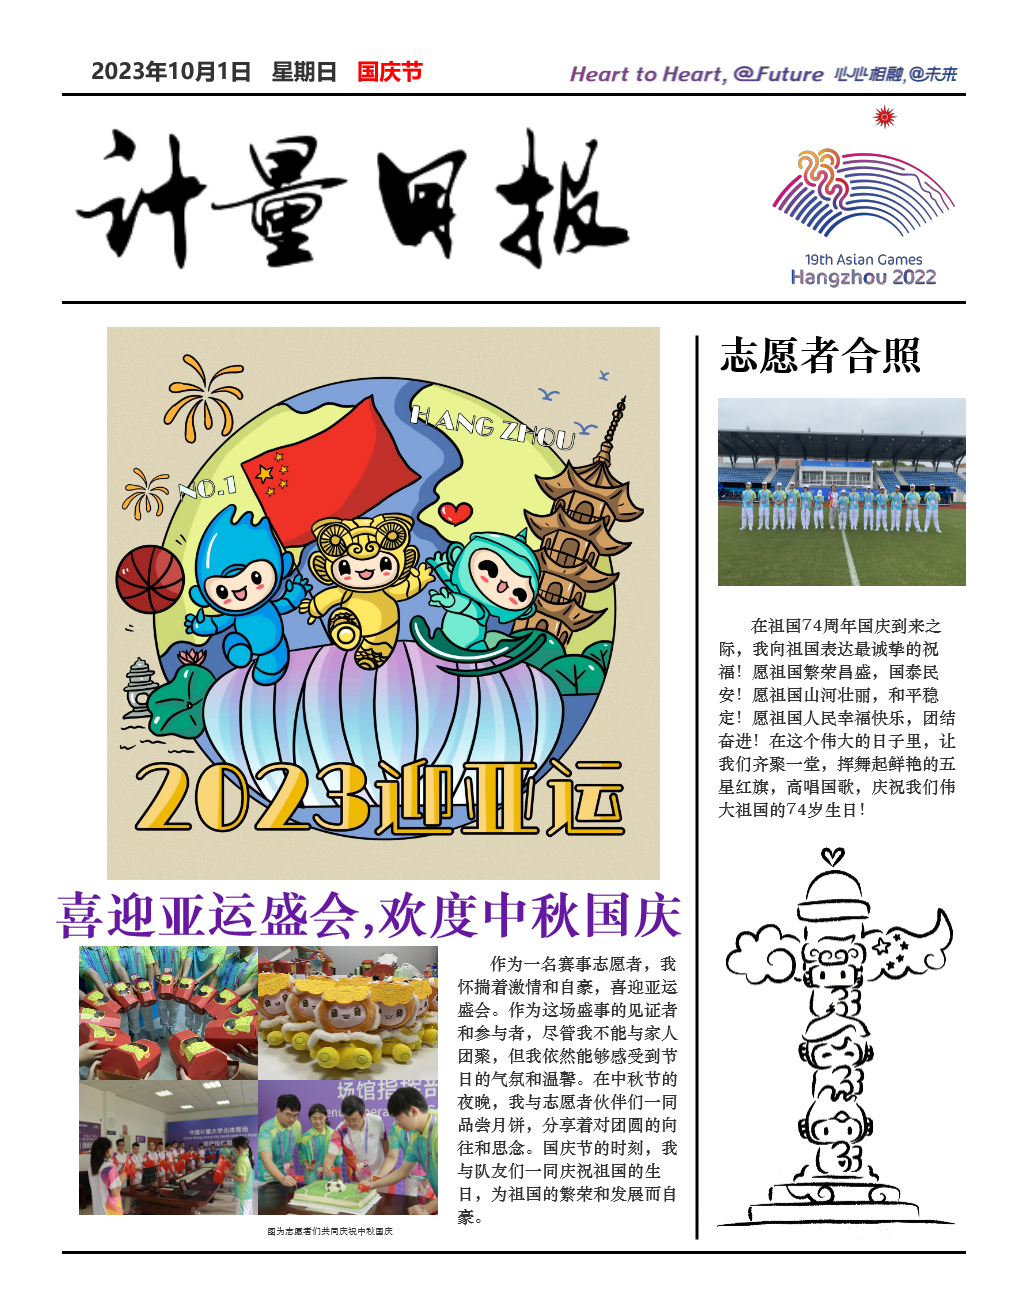 2023年10月1日 星期日 国庆节
Heart to Heart, @Future 心心相融,@未来
计量日报
19th Asian Games
Hangzhou 2022
HANG ZHOU
NO.1
2023迎亚运
喜迎亚运盛会,欢度中秋国庆
作为一名赛事志愿者，我
怀揣着激情和自豪，喜迎亚运
盛会。作为这场盛事的见证者
和参与者，尽管我不能与家人
团聚，但我依然能够感受到节
日的气氛和温馨。在中秋节的
夜晚，我与志愿者伙伴们一同
品尝月饼，分享着对团圆的向
往和思念。国庆节的时刻，我
与队友们一同庆祝祖国的生
日，为祖国的繁荣和发展而自
豪。
场馆指挥部
中国计量大学北体育场
图为志愿者们共同庆祝中秋国庆
志愿者合照
在祖国74周年国庆到来之
际，我向祖国表达最诚挚的祝
福！愿祖国繁荣昌盛，国泰民
安！愿祖国山河壮丽，和平稳
定！愿祖国人民幸福快乐，团结
奋进！在这个伟大的日子里，让
我们齐聚一堂，挥舞起鲜艳的五
星红旗，高唱国歌，庆祝我们伟
大祖国的74岁生日！